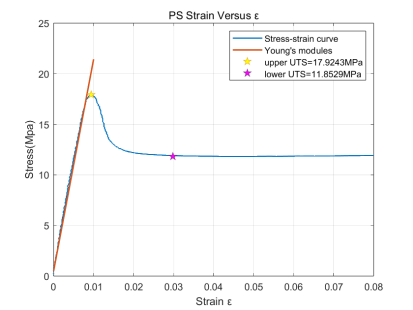 PS Strain Versus ε
25
20
15
10
5
0
Stress(Mpa)
Stress-strain curve
Young's modules
upper UTS=17.9243MPa
lower UTS=11.8529MPa
0 0.01 0.02 0.03 0.04 0.05 0.06 0.07 0.08
Strain ε